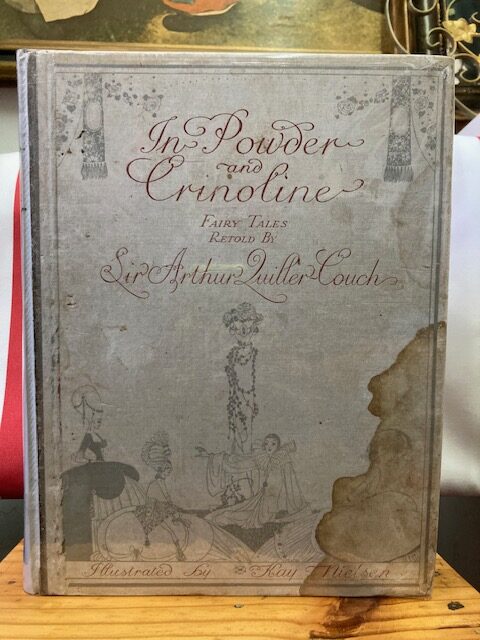 In Powder
and
Crinoline
FAIRY TALES
RETOLD BY
Sir Arthur Quiller-Couch
Illustrated by Kay Nielsen